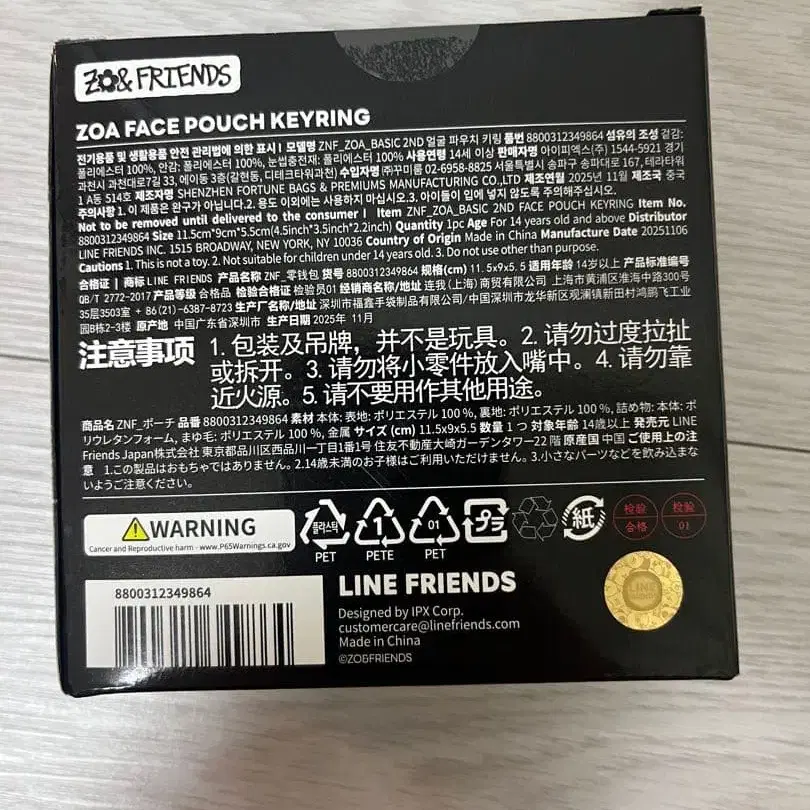 ZO& FRIENDS
ZOA FACE POUCH KEYRING
전기용품 및 생활용품 안전 관리법에 의한 표시ㅣ모델명 ZNF_ZOA_BASIC 2ND 얼굴 파우치 키링 품번 8800312349864 섬유의 조성 겉감:
폴리에스터 100%, 안감: 폴리에스터 100%, 눈썹충전재: 폴리에스터 100% 사용연령 14세 이상 판매자명 아이피엑스(주) 1544-5921 경기
과천시 과천대로7길 33, 에이동 3층(갈현동, 디테크타워과천) 수입자명 (주)꾸미룸 02-6958-8825 서울특별시 송파구 송파대로 167, 테라타워
1 A동 514호 제조자명 SHENZHEN FORTUNE BAGS & PREMIUMS MANUFACTURING CO.,LTD 제조연월 2025년 11월 제조국 중국
주의사항 1. 이 제품은 완구가 아닙니다.2. 용도 이외에는 사용하지 마십시오.3. 아이들이 입에 넣지 않도록 주의해주십시오.
Not to be removed until delivered to the consumer | Item ZNF_ZOA_BASIC 2ND FACE POUCH KEYRING Item No.
8800312349864 Size 11.5cm*9cm*5.5cm(4.5inch*3.5inch*2.2inch) Quantity 1pc Age For 14 years old and above Distributor
LINE FRIENDS INC. 1515 BROADWAY, NEW YORK, NY 10036 Country of Origin Made in China Manufacture Date 20251106
Cautions 1. This is not a toy. 2. Not suitable for children under 14 years old. 3. Do not use other than purpose.
合格证 | 商标 LINE FRIENDS 产品名称 ZNF_零钱包 货号 8800312349864 规格(cm) 11.5x9x5.5 适用年龄 14岁以上 产品标准编号
QB/T 2772-2017 产品等级 合格品 检验合格证 检验员01 经销商名称/地址 连我(上海)商贸有限公司 /中国上海市黄浦区淮海中路300号
35层3503室 + 86(21)-6387-8723 生产厂名称/地址 深圳市福鑫手袋制品有限公司/中国深圳市龙华新区观澜镇新田村鸿鹏飞工业
园B栋2-3楼 原产地 中国广东省深圳市 生产日期 2025年 11月
注意事项 1. 包装及吊牌，并不是玩具。2. 请勿过度拉扯
或拆开。3. 请勿将小零件放入嘴中。4. 请勿靠
近火源。5. 请不要用作其他用途。
商品名 ZNF_ポーチ 品番 8800312349864 素材 本体: 表地: ポリエステル 100 %, 裏地: ポリエステル 100 %, 詰め物: 本体: ポ
リウレタンフォーム, まゆ毛: ポリエステル 100 %, 金属 サイズ (cm) 11.5x9x5.5 数量 1 つ 対象年齢 14歳以上 発売元 LINE
Friends Japan株式会社 東京都品川区西品川一丁目1番1号 住友不動産大崎ガーデンタワー22 階 原産国 中国 ご使用上の注
意 1.この製品はおもちゃではありません。2.14歳未満のお子様はご利用いただけません。3.小さなパーツなどを飲み込まな
いようご注意ください。
WARNING
Cancer and Reproductive harm - www.P65Warnings.ca.gov
플라스틱
PET
1
PETE
01
PET
プラ
紙
检验
合格
检验
01
8800312349864
LINE FRIENDS
Designed by IPX Corp.
customercare@linefriends.com
Made in China
©ZO&FRIENDS
LINE
FRIENDS